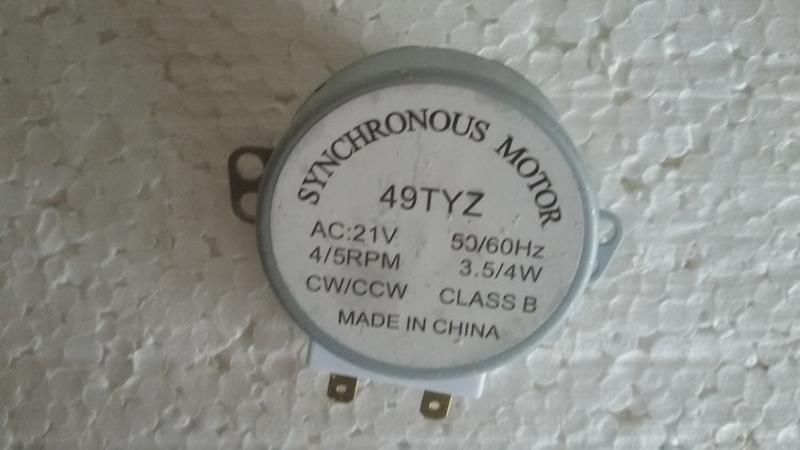 SYNCHRONOUS MOTOR
49TYZ
AC:21V 50/60Hz
4/5RPM 3.5/4W
CW/CCW CLASS B
MADE IN CHINA